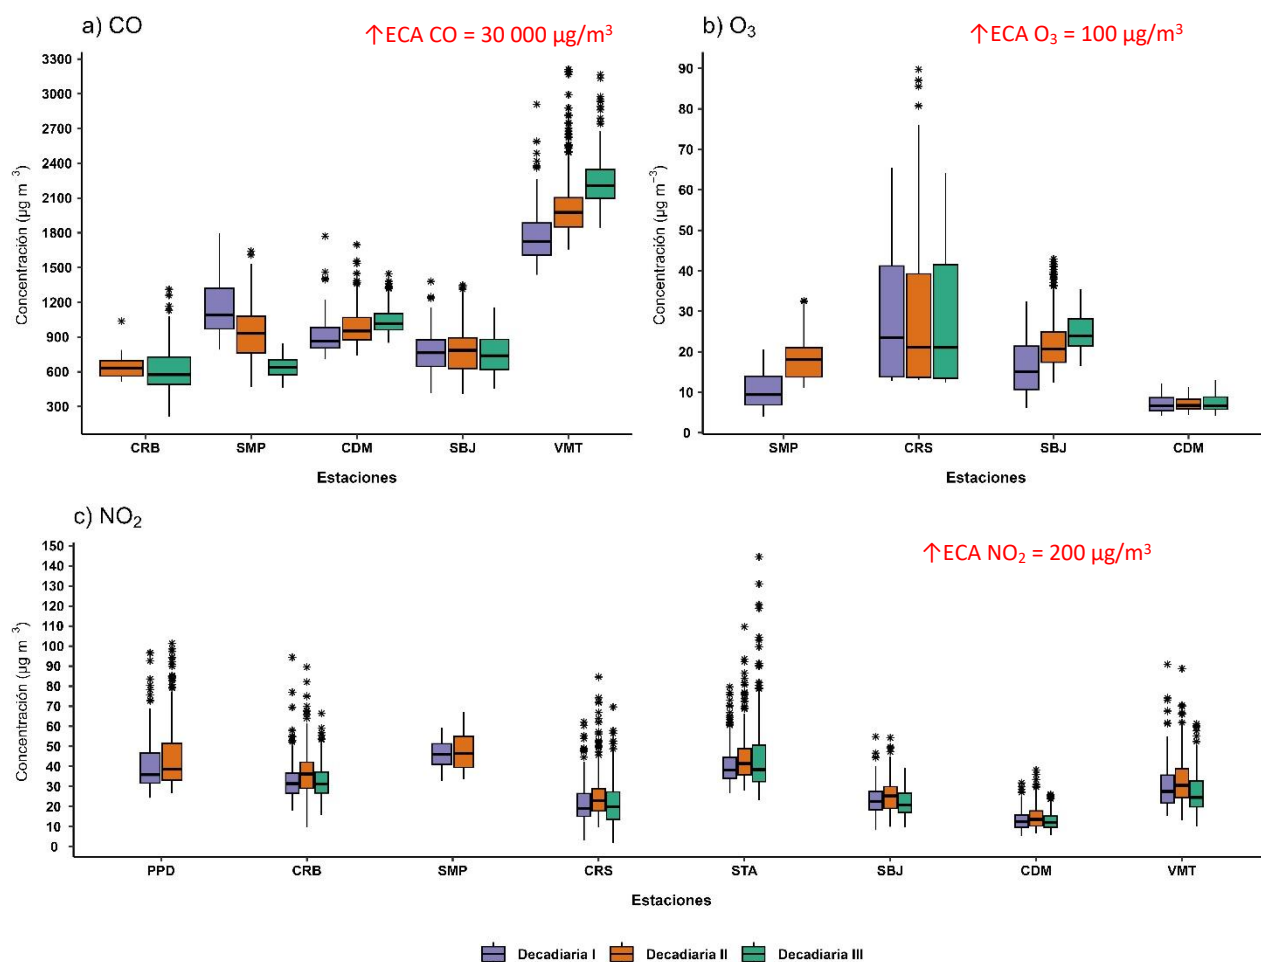 a) CO
↑ECA CO = 30 000 µg/m³
3300
3000
2700
2400
2100
1800
1500
1200
900
600
300
Concentración (µg m⁻³)
CRB SMP CDM SBJ VMT
Estaciones
b) O₃
↑ECA O₃ = 100 µg/m³
90
80
70
60
50
40
30
20
10
0
Concentración (µg m⁻³)
SMP CRS SBJ CDM
Estaciones
c) NO₂
↑ECA NO₂ = 200 µg/m³
150
140
130
120
110
100
90
80
70
60
50
40
30
20
10
0
Concentración (µg m⁻³)
PPD CRB SMP CRS STA SBJ CDM VMT
Estaciones
Decadiaria I Decadiaria II Decadiaria III